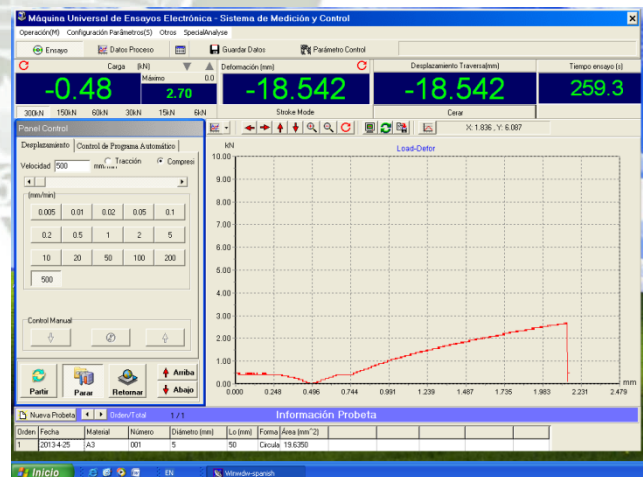 Máquina Universal de Ensayos Electrónica - Sistema de Medición y Control
Operación(M) Configuración Parámetros(S) Otros SpecialAnalyse
Ensayo Datos Proceso Guardar Datos Parámetro Control
Carga (kN) Deformación (mm) Desplazamiento Traversa(mm) Tiempo ensayo (s)
Máximo 0.0
-0.48 2.70 -18.542 -18.542 259.3
300kN 150kN 60kN 30kN 15kN 6kN Stroke Mode Cerar
Panel Control
X: 1.836 , Y: 6.087
Desplazamiento Control de Programa Automático
Velocidad 500 Tracción Compresi
(mm/min)
0.005 0.01 0.02 0.05 0.1
0.2 0.5 1 2 5
10 20 50 100 200
500
Control Manual
Partir Parar Retornar Arriba
Abajo
kN Load-Defor
10.00
9.00
8.00
7.00
6.00
5.00
4.00
3.00
2.00
1.00
0.00
0.000 0.248 0.496 0.744 0.991 1.239 1.487 1.735 1.983 2.231 2.479 mm
Nueva Probeta Orden/Total 1/1 Información Probeta
Orden Fecha Material Número Diámetro (mm) Lo (mm) Forma Área (mm^2)
1 2013-4-25 A3 001 5 50 Circula 19.6350
Inicio EN Winwdw-spanish